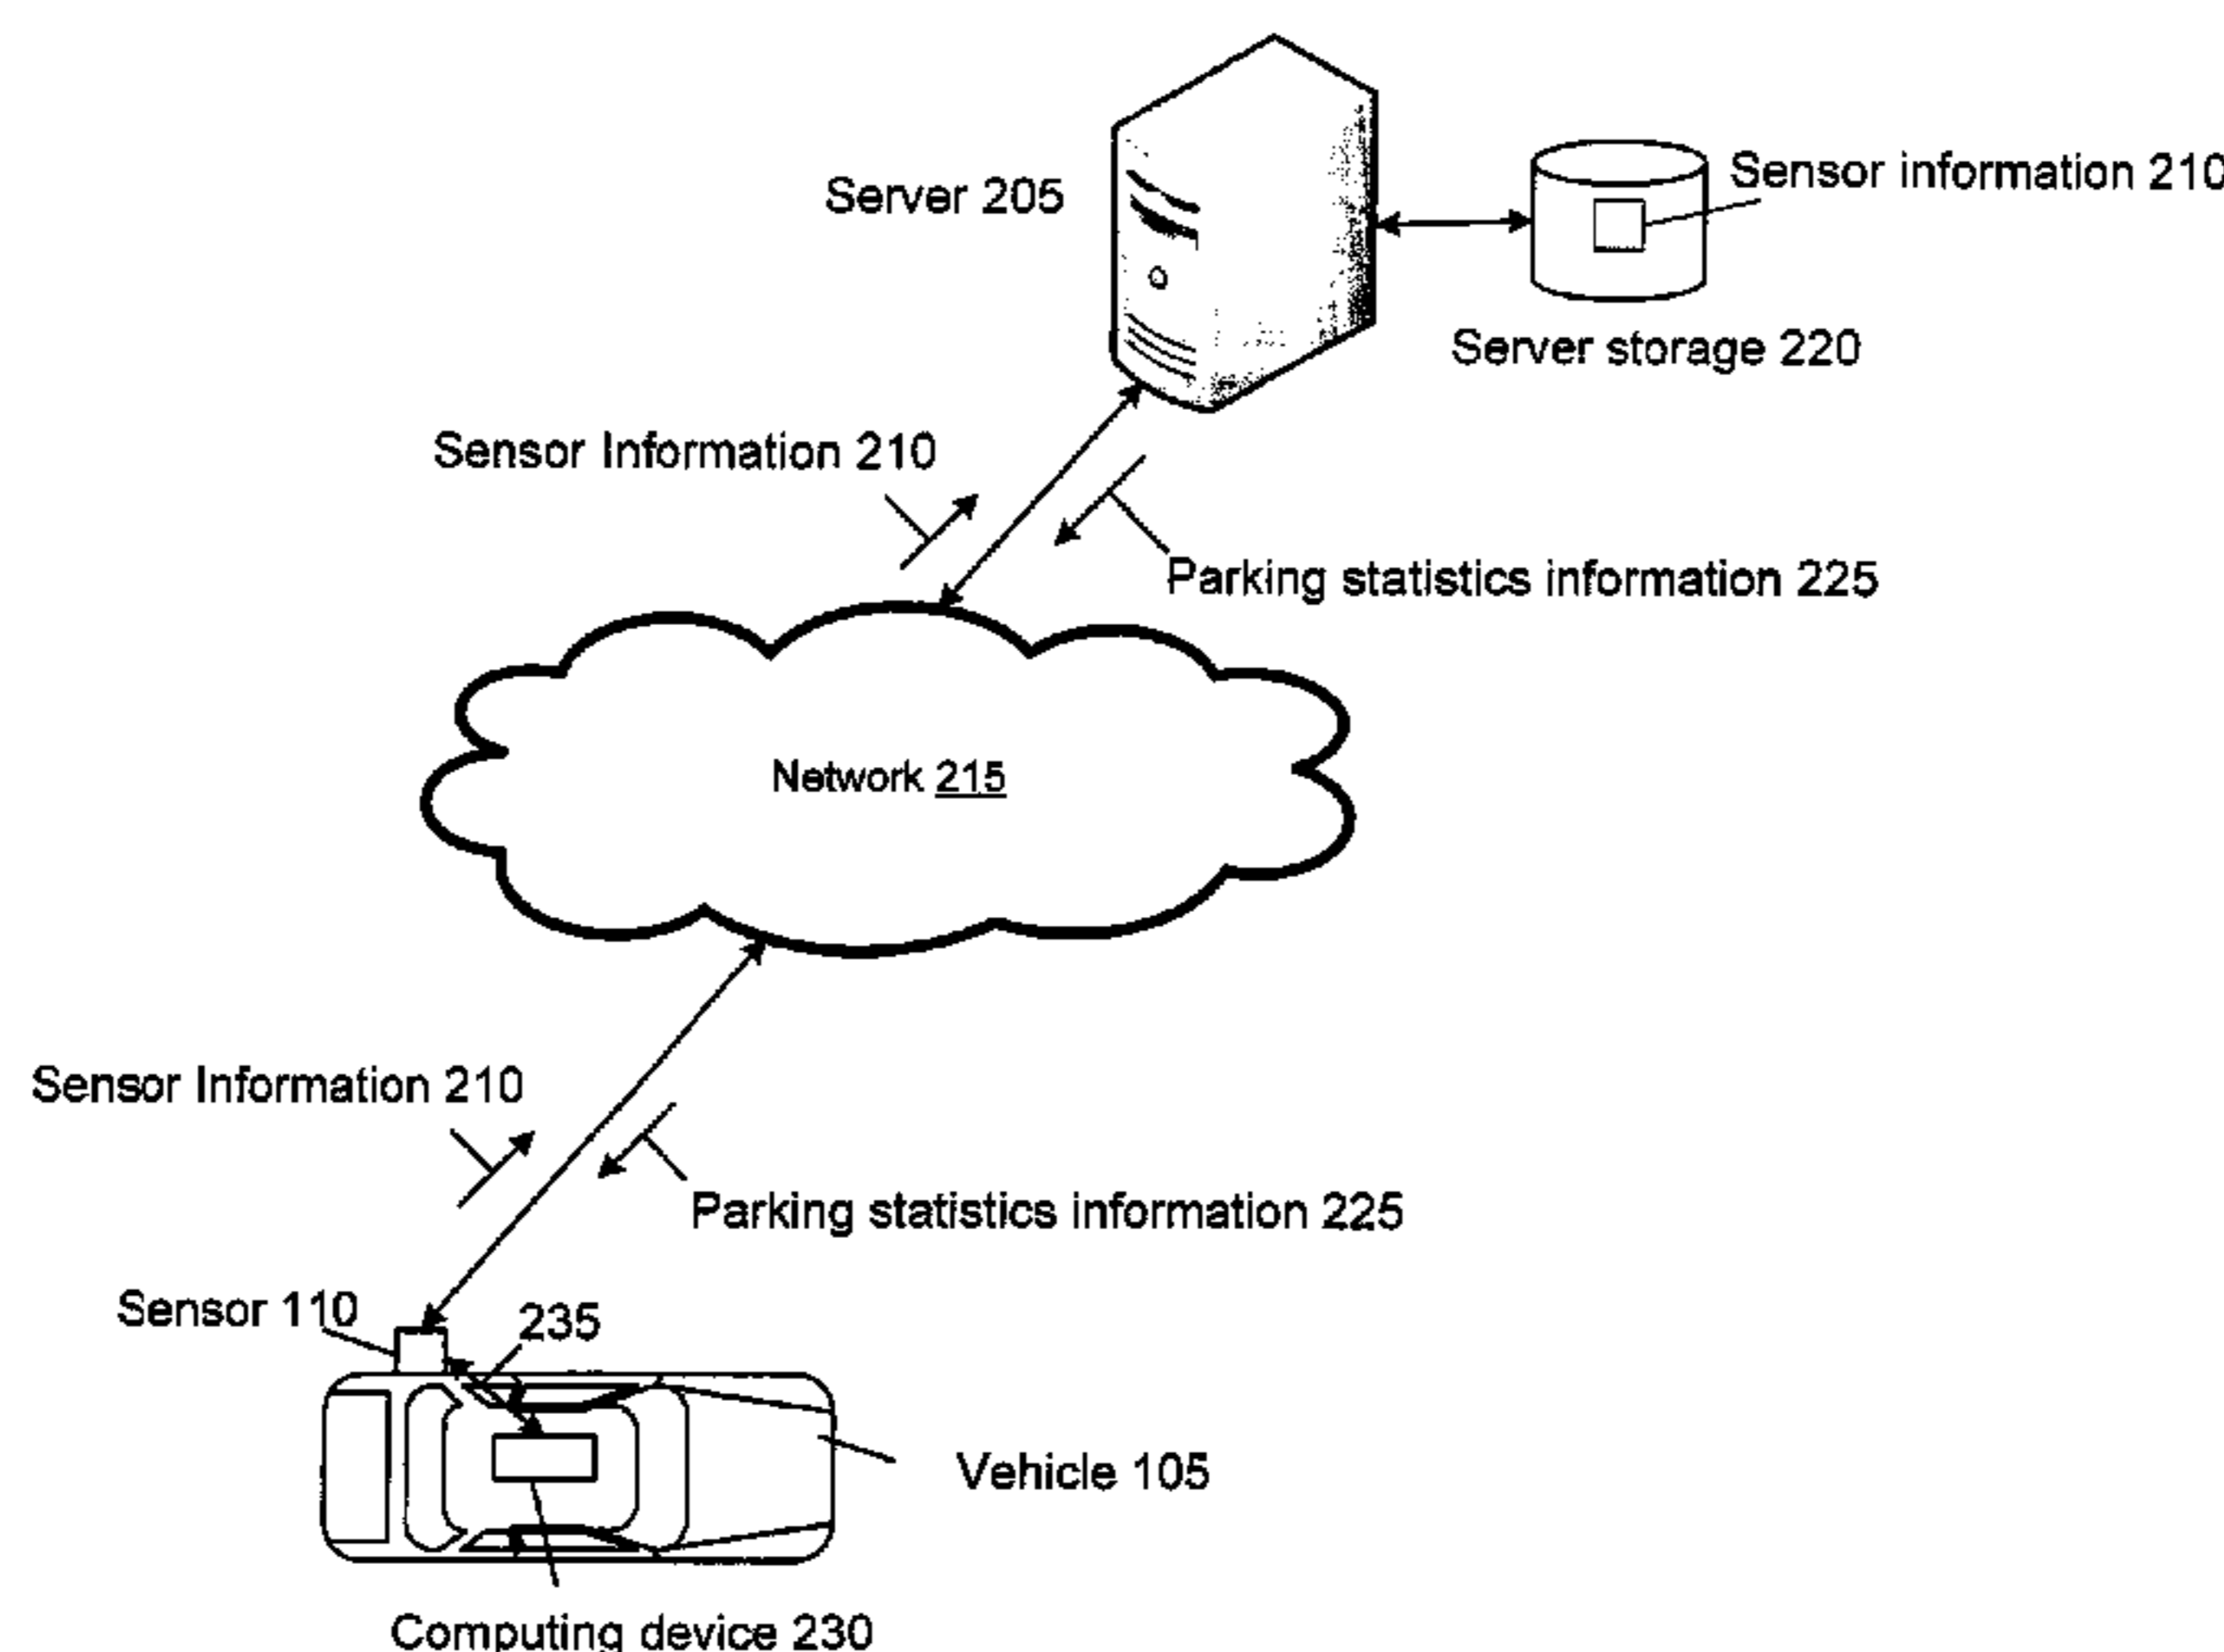 Sensor information 210
Server 205
Server storage 220
Sensor Information 210
Parking statistics information 225
Network 215
Sensor Information 210
Parking statistics information 225
Sensor 110
235
Vehicle 105
Computing device 230